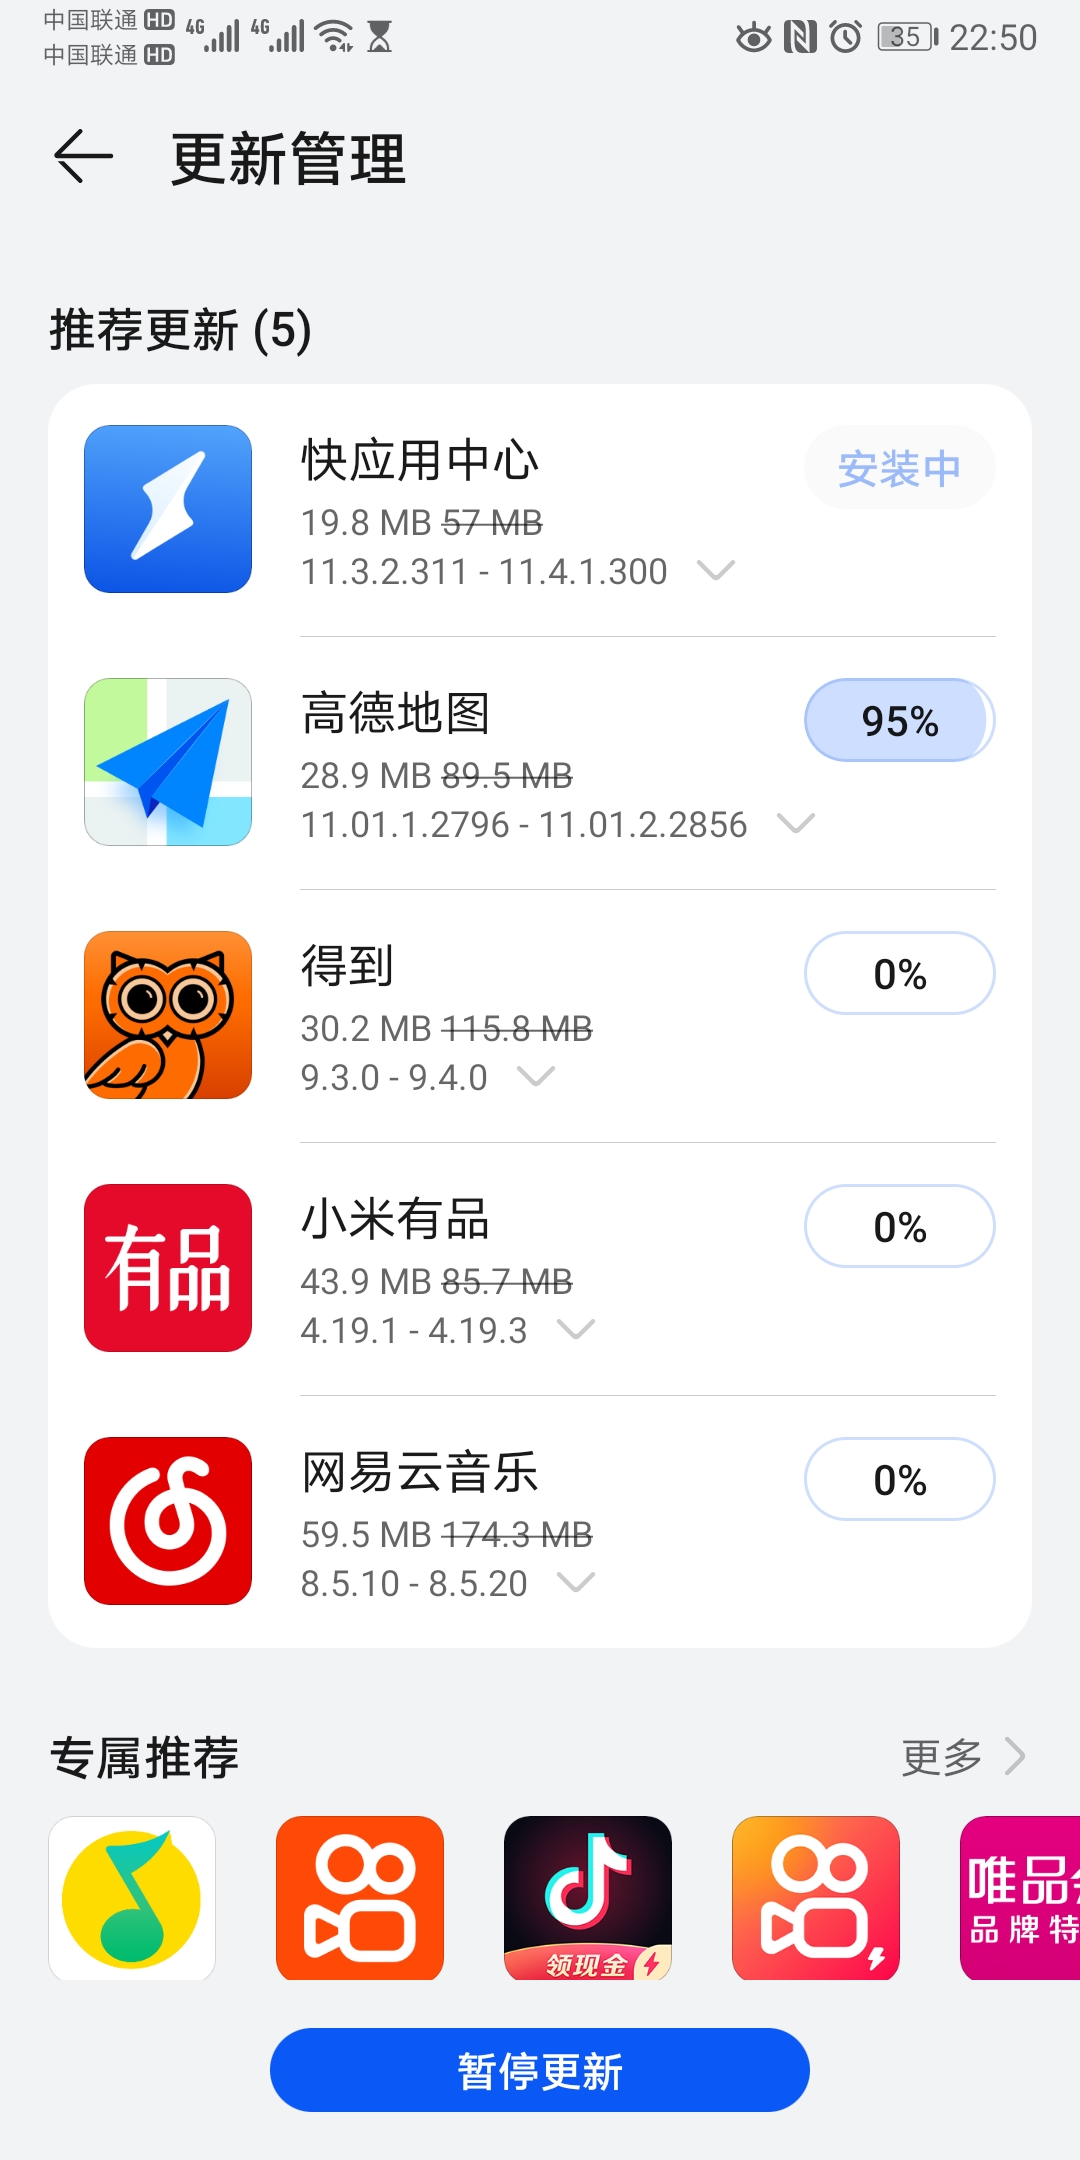 中国联通 HD 4G 4G 35 22:50
中国联通 HD
更新管理
推荐更新 (5)
快应用中心
安装中
19.8 MB 57 MB
11.3.2.311 - 11.4.1.300
高德地图
95%
28.9 MB 89.5 MB
11.01.1.2796 - 11.01.2.2856
得到
0%
30.2 MB 115.8 MB
9.3.0 - 9.4.0
有品
小米有品
0%
43.9 MB 85.7 MB
4.19.1 - 4.19.3
网易云音乐
0%
59.5 MB 174.3 MB
8.5.10 - 8.5.20
专属推荐
更多
领现金
唯品
品牌特
暂停更新